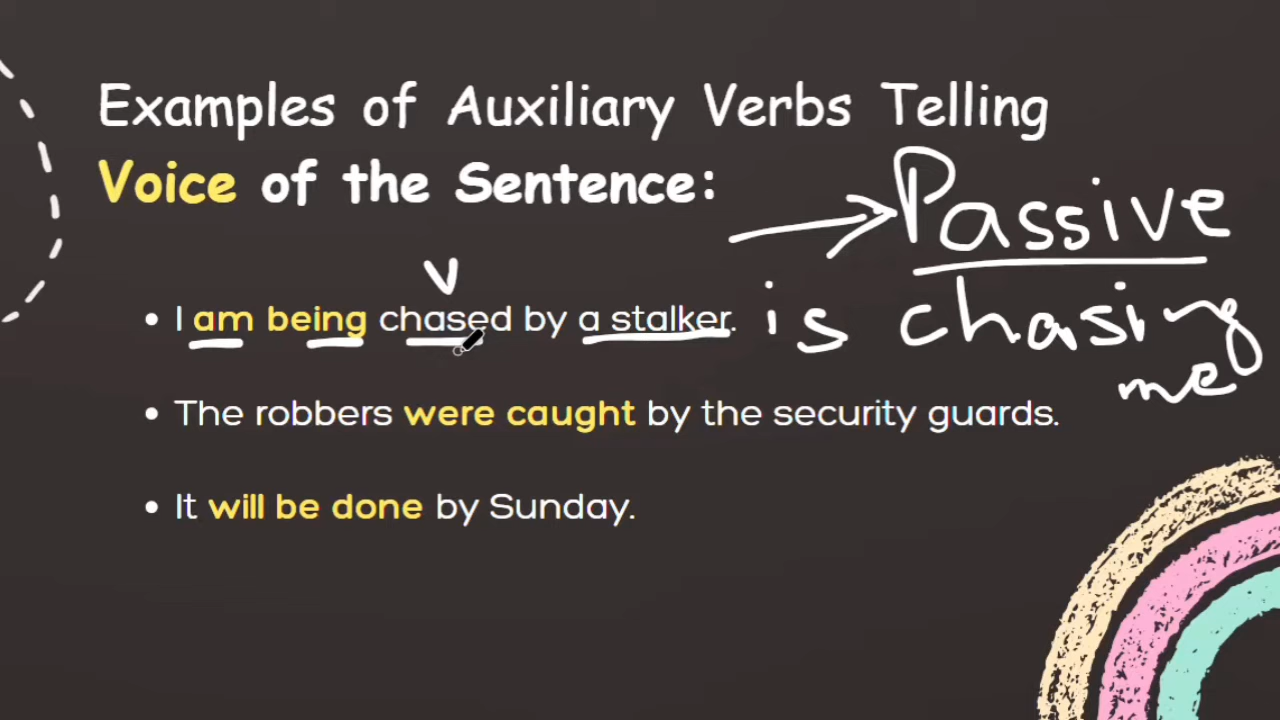 Examples of Auxiliary Verbs Telling
Voice of the Sentence:
→ Passive
V
• I am being chased by a stalker. is chasing
me
• The robbers were caught by the security guards.
• It will be done by Sunday.